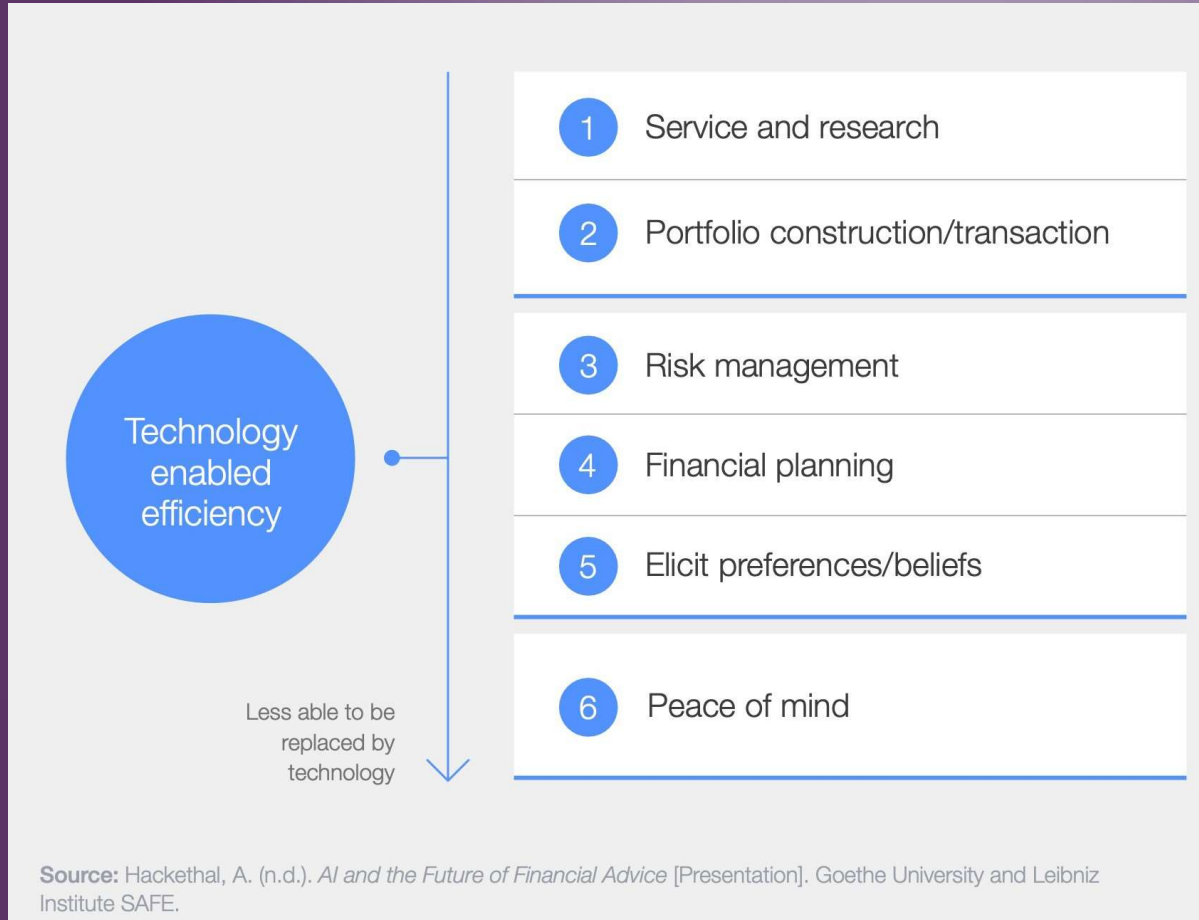 1 Service and research
2 Portfolio construction/transaction
3 Risk management
Technology
enabled
efficiency
4 Financial planning
5 Elicit preferences/beliefs
6 Peace of mind
Less able to be
replaced by
technology
Source: Hackethal, A. (n.d.). AI and the Future of Financial Advice [Presentation]. Goethe University and Leibniz
Institute SAFE.